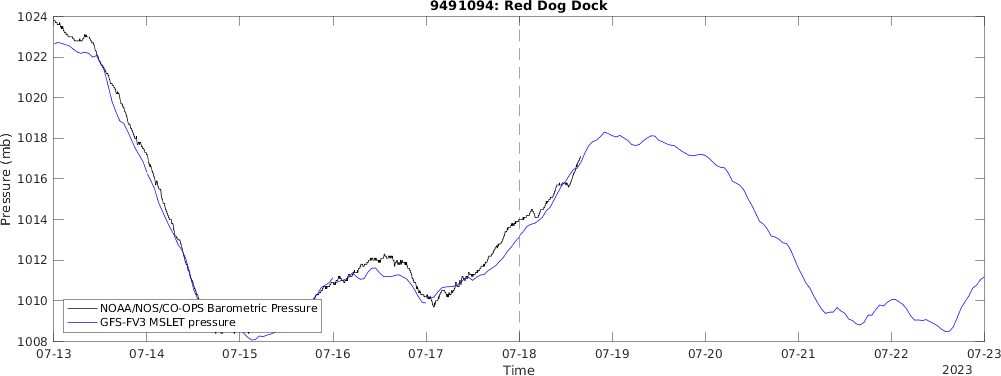 9491094: Red Dog Dock
Pressure (mb)
1024
1022
1020
1018
1016
1014
1012
1010
1008
NOAA/NOS/CO-OPS Barometric Pressure
GFS-FV3 MSLET pressure
07-13 07-14 07-15 07-16 07-17 07-18 07-19 07-20 07-21 07-22 07-23
Time
2023